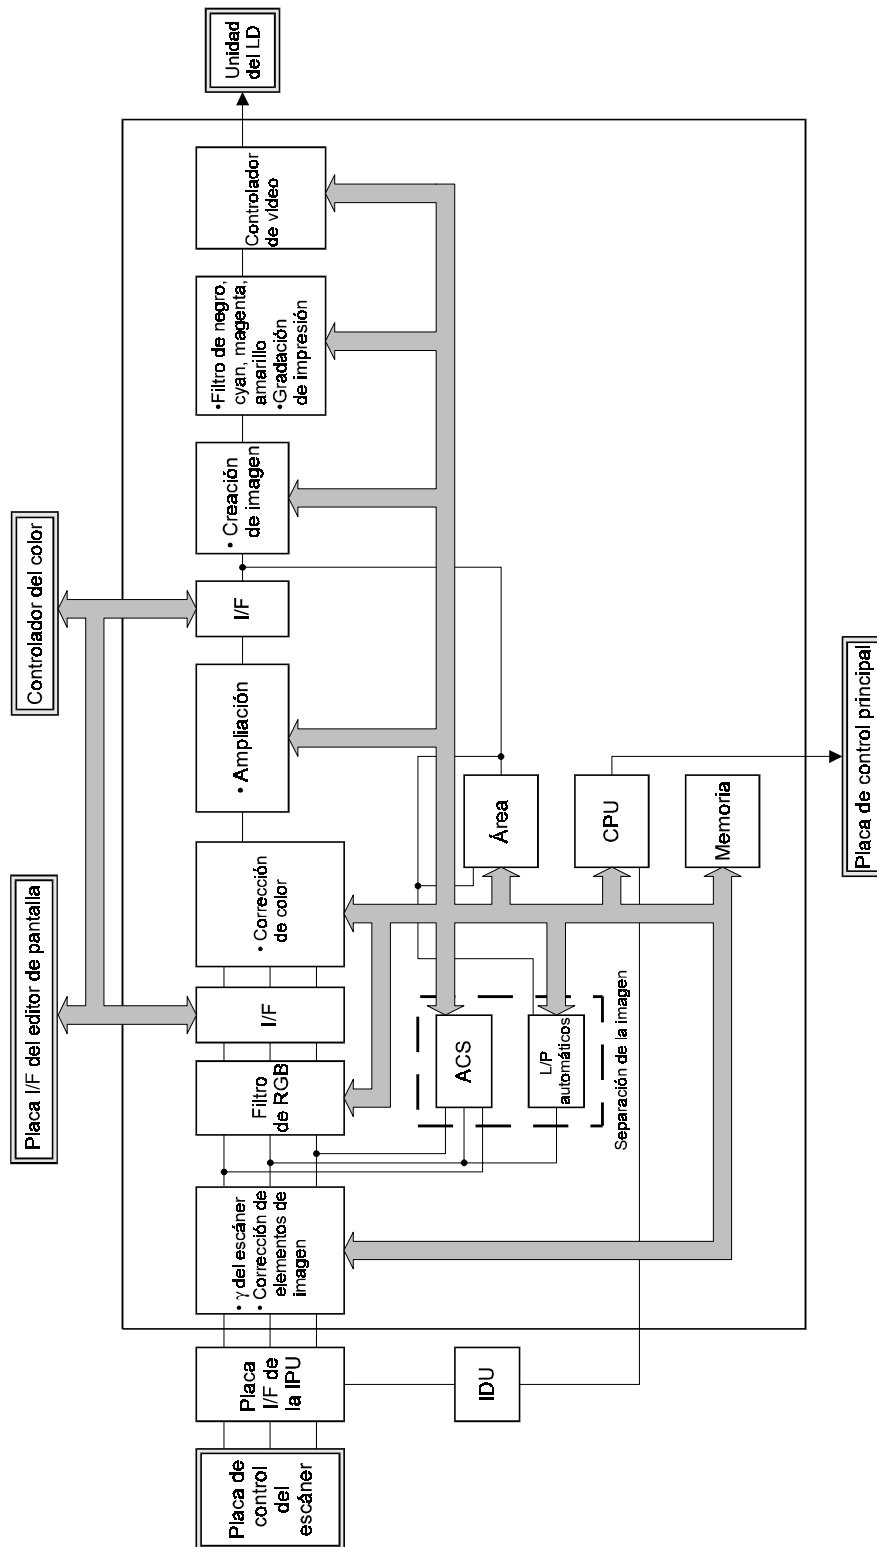 Placa de
control
del
escáner
Placa
I/F de
la IPU
IDU
• γ del escáner
• Corrección de
elementos de
imagen
Filtro
de RGB
I/F
• Corrección
de color
• Ampliación
I/F
• Creación
de imagen
•Filtro de negro,
cyan, magenta,
amarillo
•Gradación
de impresión
Controlador
de vídeo
Unidad
del LD
Placa I/F del editor de pantalla
Controlador del color
ACS
L/P
automáticos
Separación de la imagen
Área
CPU
Memoria
Placa de control principal